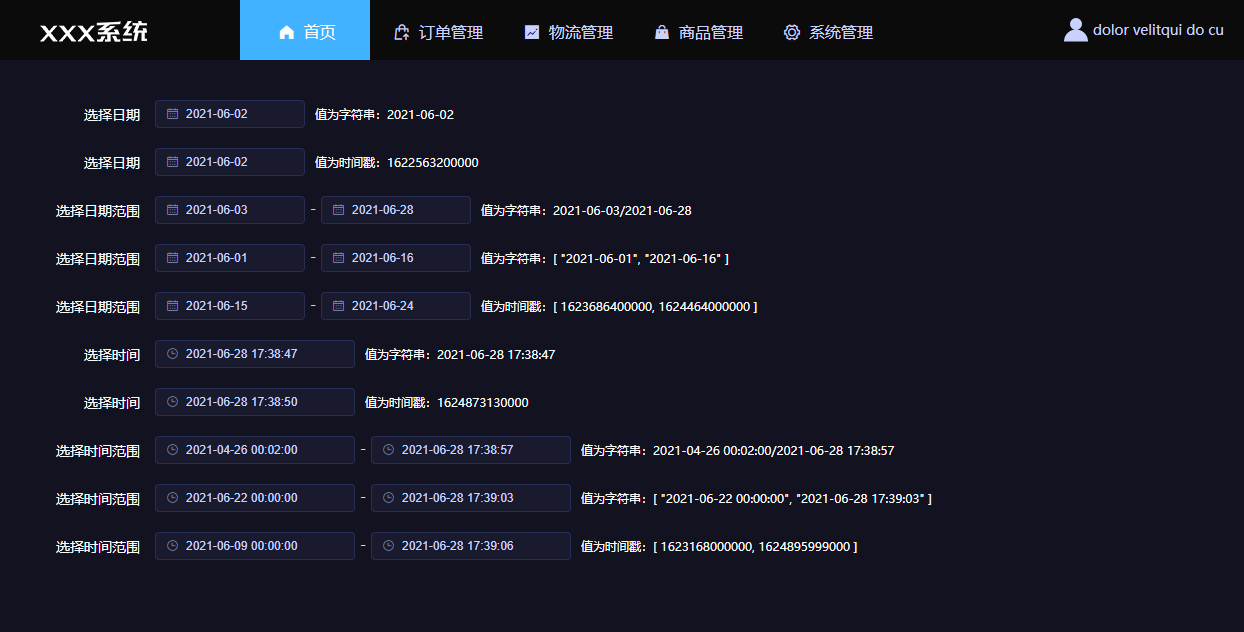 XXX系统 首页 订单管理 物流管理 商品管理 系统管理 dolor velitqui do cu
选择日期 2021-06-02 值为字符串：2021-06-02
选择日期 2021-06-02 值为时间戳：1622563200000
选择日期范围 2021-06-03 - 2021-06-28 值为字符串：2021-06-03/2021-06-28
选择日期范围 2021-06-01 - 2021-06-16 值为字符串：[ "2021-06-01", "2021-06-16" ]
选择日期范围 2021-06-15 - 2021-06-24 值为时间戳：[ 1623686400000, 1624464000000 ]
选择时间 2021-06-28 17:38:47 值为字符串：2021-06-28 17:38:47
选择时间 2021-06-28 17:38:50 值为时间戳：1624873130000
选择时间范围 2021-04-26 00:02:00 - 2021-06-28 17:38:57 值为字符串：2021-04-26 00:02:00/2021-06-28 17:38:57
选择时间范围 2021-06-22 00:00:00 - 2021-06-28 17:39:03 值为字符串：[ "2021-06-22 00:00:00", "2021-06-28 17:39:03" ]
选择时间范围 2021-06-09 00:00:00 - 2021-06-28 17:39:06 值为时间戳：[ 1623168000000, 1624895999000 ]